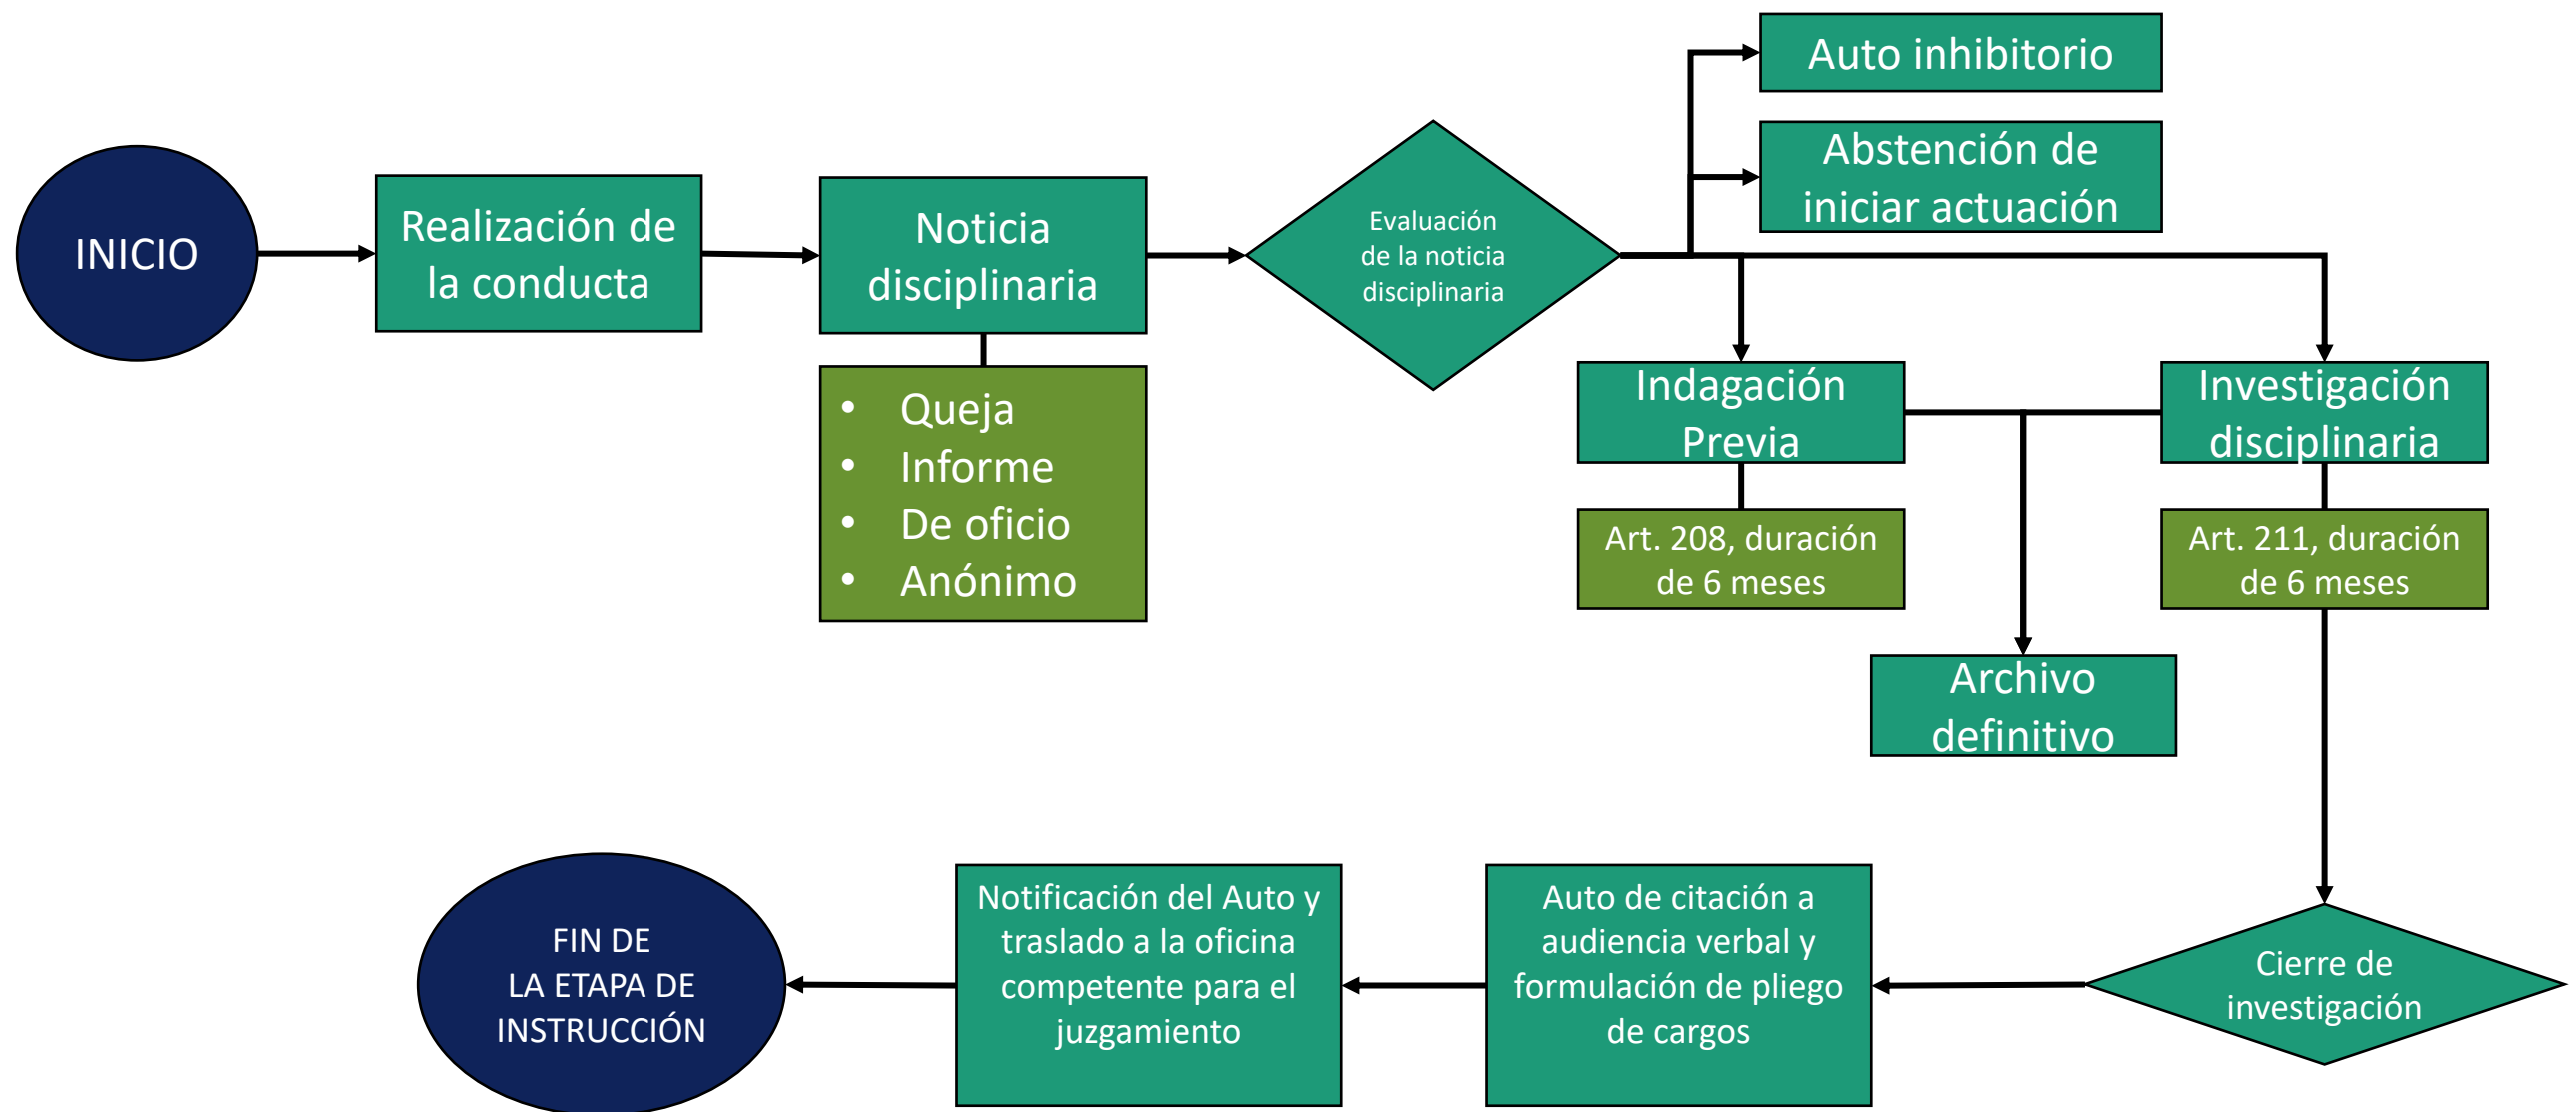 INICIO
Realización de
la conducta
Noticia
disciplinaria
• Queja
• Informe
• De oficio
• Anónimo
Evaluación
de la noticia
disciplinaria
Auto inhibitorio
Abstención de
iniciar actuación
Indagación
Previa
Art. 208, duración
de 6 meses
Investigación
disciplinaria
Art. 211, duración
de 6 meses
Archivo
definitivo
Cierre de
investigación
Auto de citación a
audiencia verbal y
formulación de pliego
de cargos
Notificación del Auto y
traslado a la oficina
competente para el
juzgamiento
FIN DE
LA ETAPA DE
INSTRUCCIÓN